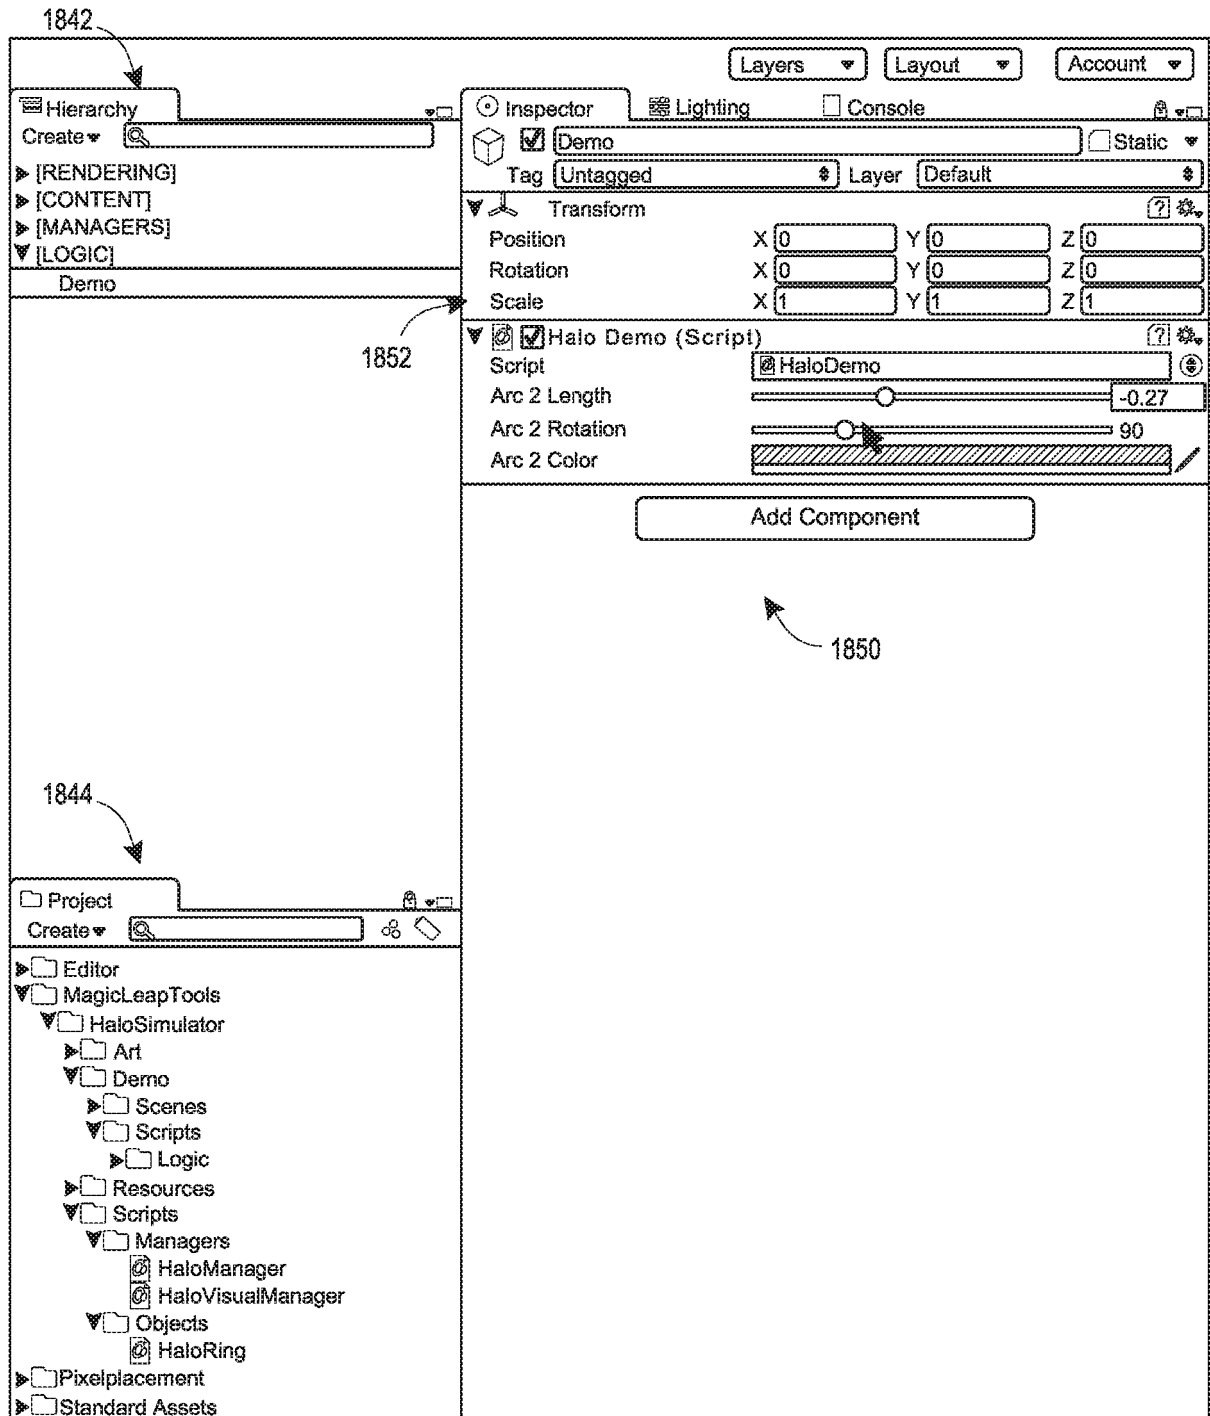 1842
Layers Layout Account
Hierarchy
Create
[RENDERING]
[CONTENT]
[MANAGERS]
[LOGIC]
Demo
1852
Inspector Lighting Console
Demo Static
Tag Untagged Layer Default
Transform ?
Position X 0 Y 0 Z 0
Rotation X 0 Y 0 Z 0
Scale X 1 Y 1 Z 1
Halo Demo (Script) ?
Script HaloDemo
Arc 2 Length -0.27
Arc 2 Rotation 90
Arc 2 Color
Add Component
1850
1844
Project
Create
Editor
MagicLeapTools
HaloSimulator
Art
Demo
Scenes
Scripts
Logic
Resources
Scripts
Managers
HaloManager
HaloVisualManager
Objects
HaloRing
Pixelplacement
Standard Assets